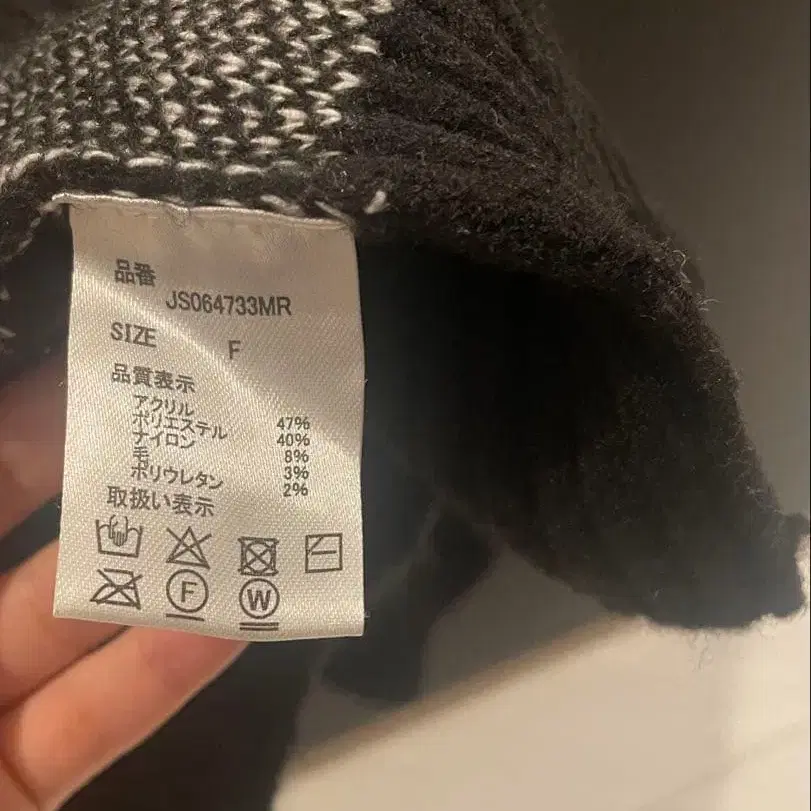 品番
JS064733MR
SIZE F
品質表示
アクリル 47%
ポリエステル 40%
ナイロン 8%
毛 3%
ポリウレタン 2%
取扱い表示
F W